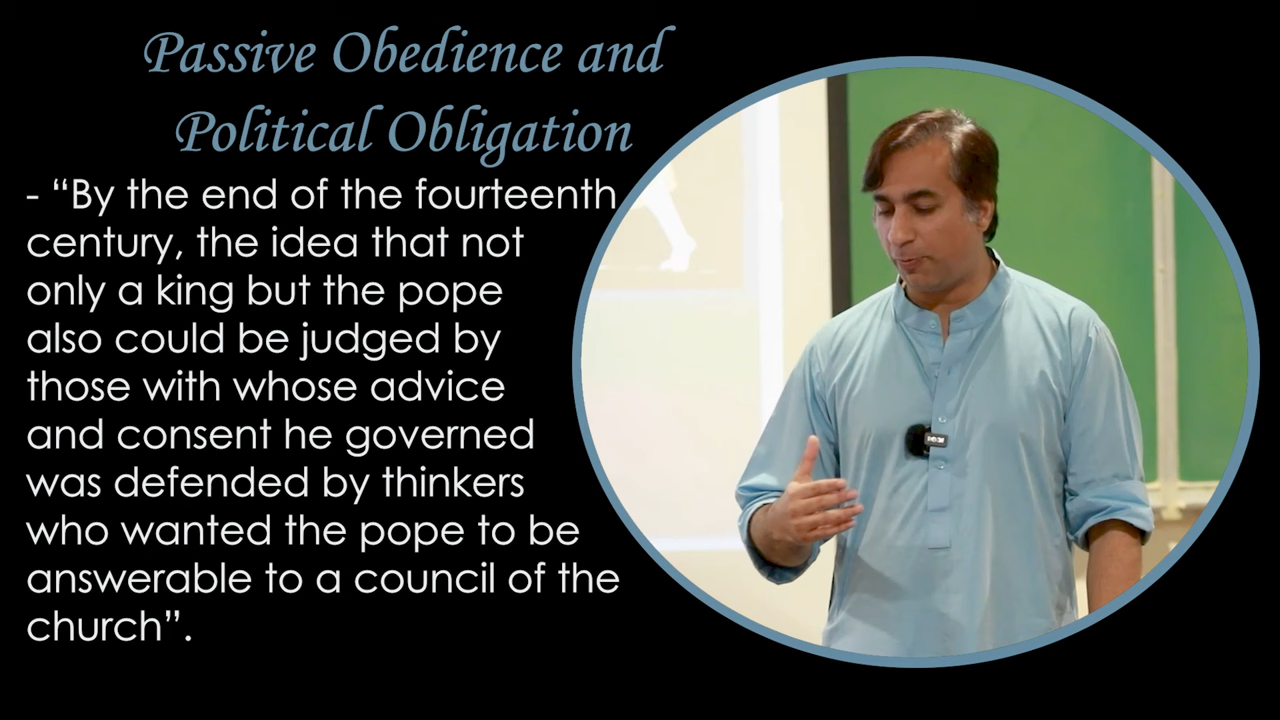 Passive Obedience and
Political Obligation
- “By the end of the fourteenth
century, the idea that not
only a king but the pope
also could be judged by
those with whose advice
and consent he governed
was defended by thinkers
who wanted the pope to be
answerable to a council of the
church”.